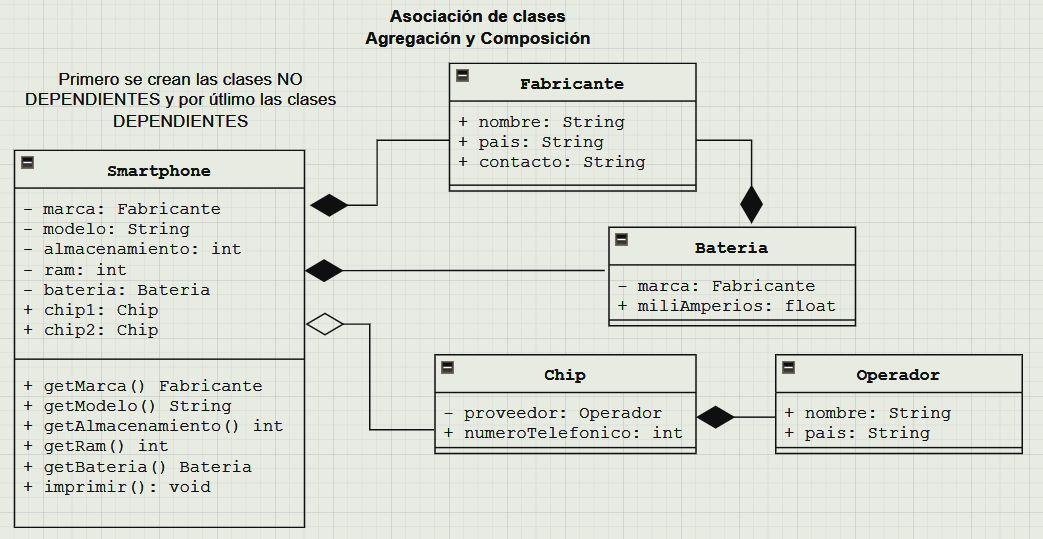 Asociación de clases
Agregación y Composición
Primero se crean las clases NO
DEPENDIENTES y por útlimo las clases
DEPENDIENTES
Fabricante
+ nombre: String
+ pais: String
+ contacto: String
Smartphone
- marca: Fabricante
- modelo: String
- almacenamiento: int
- ram: int
- bateria: Bateria
+ chip1: Chip
+ chip2: Chip
+ getMarca() Fabricante
+ getModelo() String
+ getAlmacenamiento() int
+ getRam() int
+ getBateria() Bateria
+ imprimir(): void
Bateria
- marca: Fabricante
+ miliAmperios: float
Chip
- proveedor: Operador
+ numeroTelefonico: int
Operador
+ nombre: String
+ pais: String